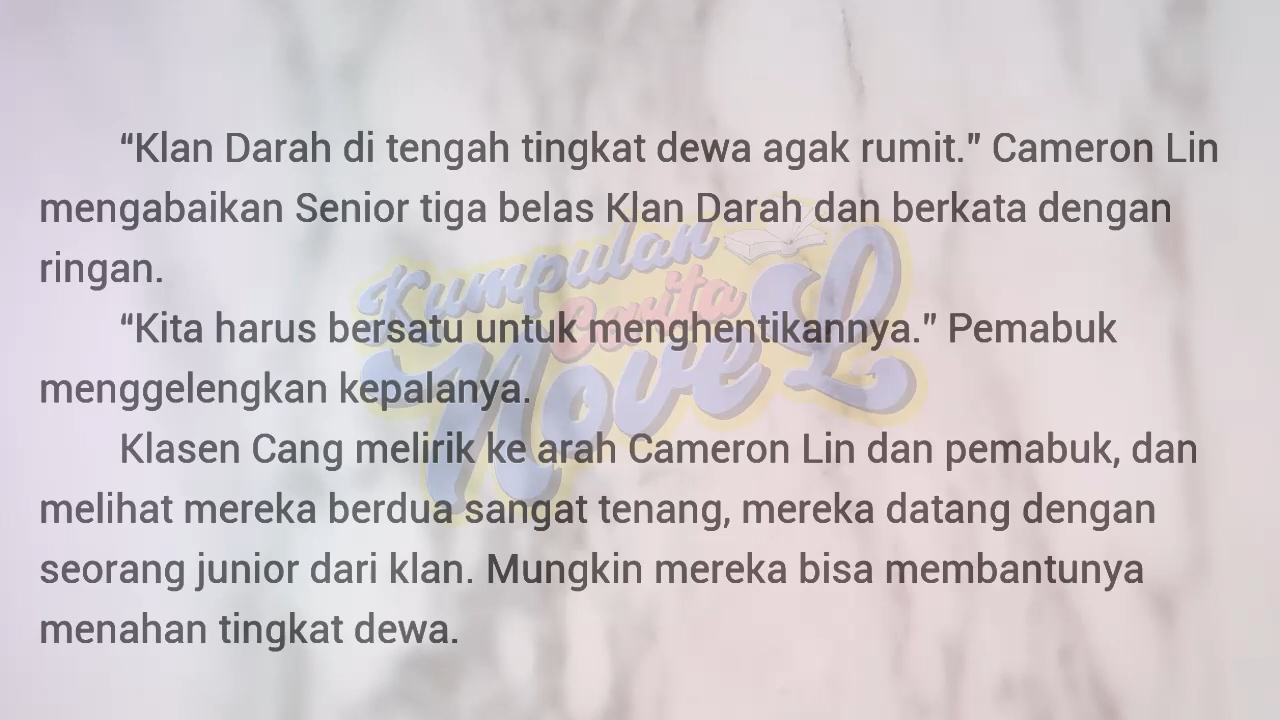 “Klan Darah di tengah tingkat dewa agak rumit.” Cameron Lin
mengabaikan Senior tiga belas Klan Darah dan berkata dengan
ringan.
“Kita harus bersatu untuk menghentikannya.” Pemabuk
menggelengkan kepalanya.
Klasen Cang melirik ke arah Cameron Lin dan pemabuk, dan
melihat mereka berdua sangat tenang, mereka datang dengan
seorang junior dari klan. Mungkin mereka bisa membantunya
menahan tingkat dewa.
Kumpulan
Cerita
Novel